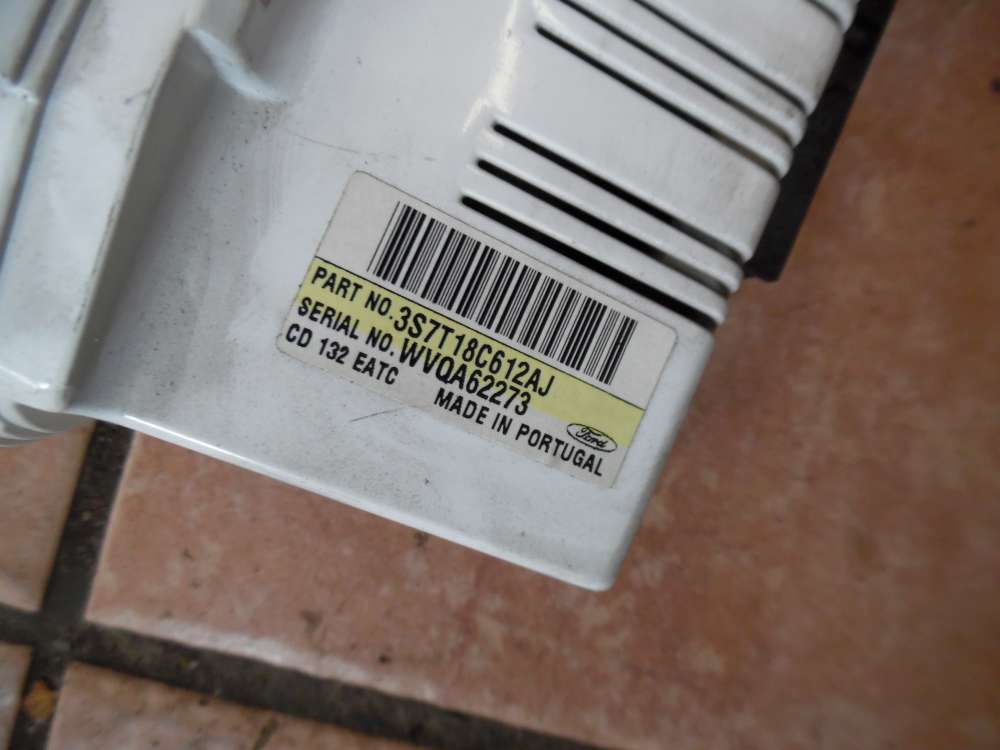 PART NO. 3S7T18C612AJ
SERIAL NO. WVQA62273
CD 132 EATC MADE IN PORTUGAL
Ford